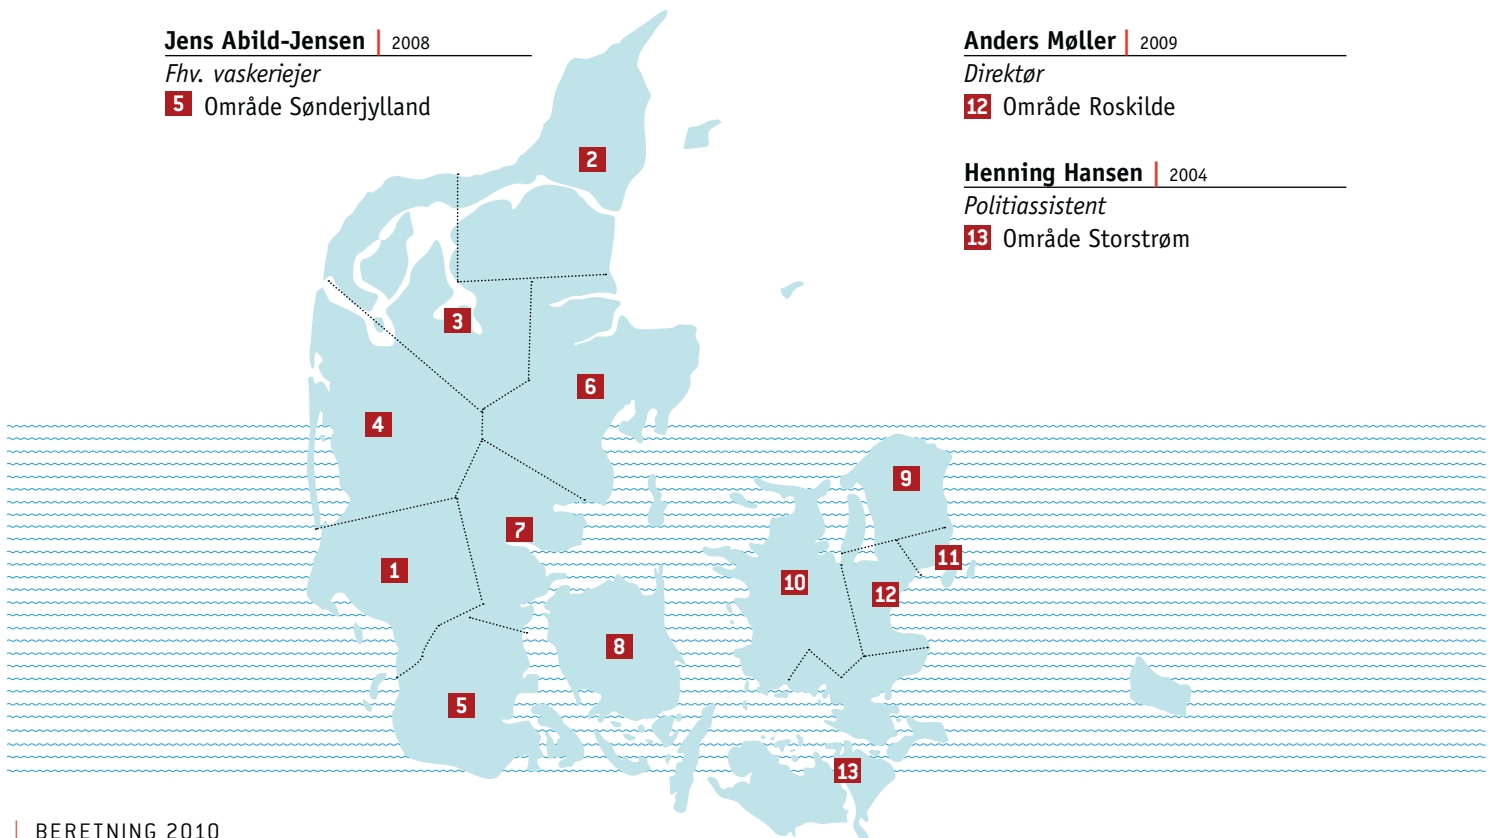 Jens Abild-Jensen | 2008
Fhv. vaskeriejer
5 Område Sønderjylland
Anders Møller | 2009
Direktør
12 Område Roskilde
Henning Hansen | 2004
Politiassistent
13 Område Storstrøm
2
3
6
4
9
7
11
1
10
12
8
5
13
| BERETNING 2010